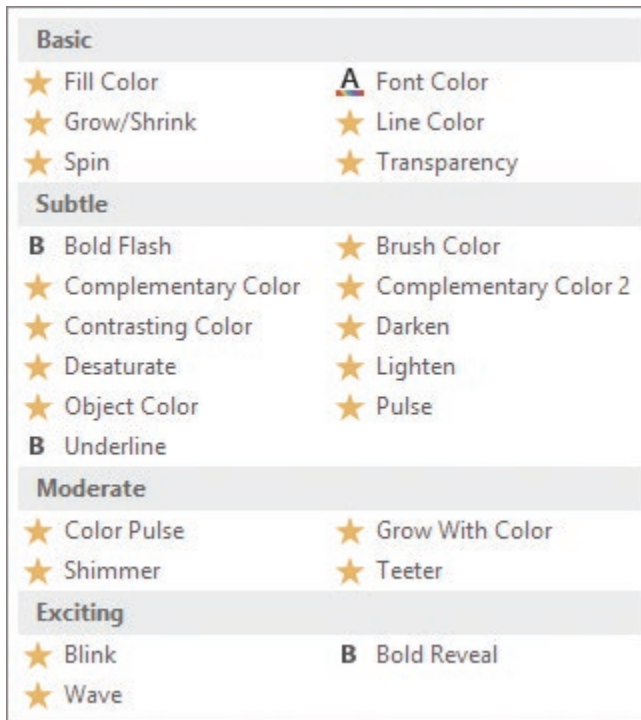 Basic
Fill Color A Font Color
Grow/Shrink Line Color
Spin Transparency
Subtle
B Bold Flash Brush Color
Complementary Color Complementary Color 2
Contrasting Color Darken
Desaturate Lighten
Object Color Pulse
B Underline
Moderate
Color Pulse Grow With Color
Shimmer Teeter
Exciting
Blink B Bold Reveal
Wave